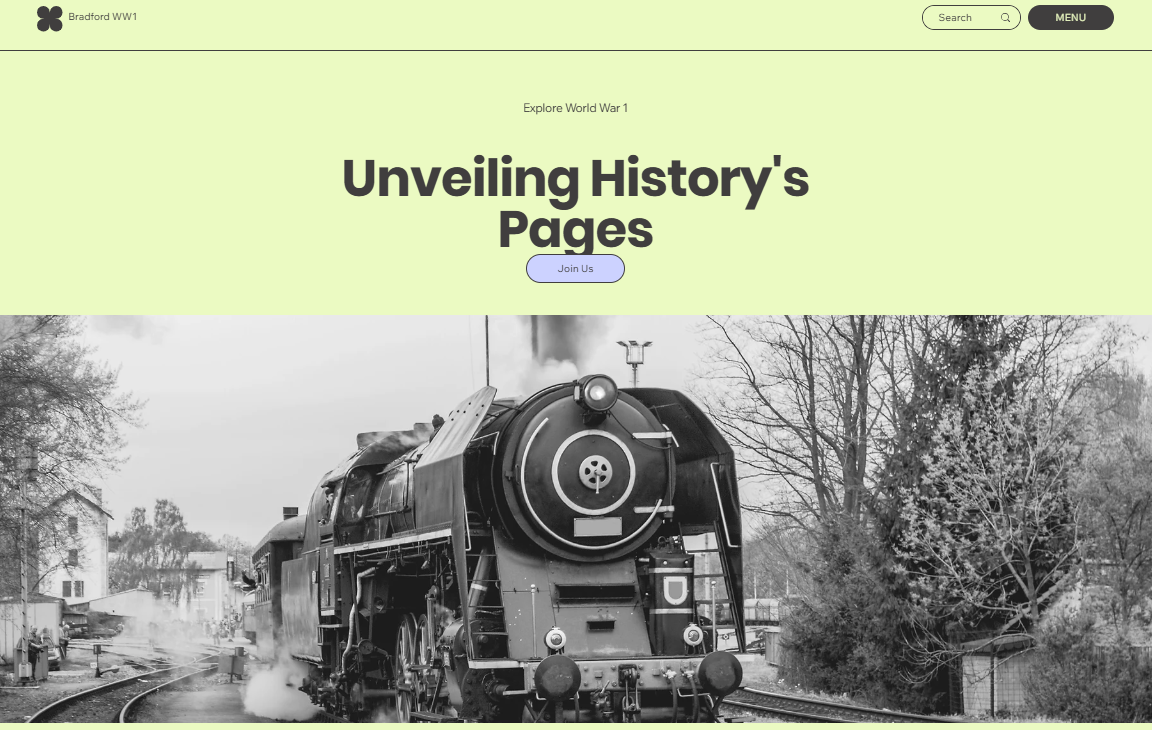 Bradford WW1
Search
MENU
Explore World War 1
Unveiling History's
Pages
Join Us